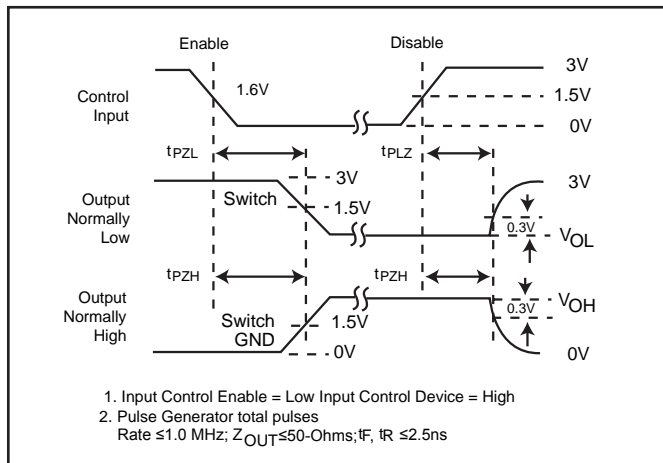 Enable
Disable
3V
1.6V
1.5V
Control
Input
0V
tPZL
tPLZ
3V
3V
Output
Normally
Low
Switch
1.5V
0.3V
VOL
tPZH
tPZH
Output
Normally
High
VOH
0.3V
Switch
GND
1.5V
0V
0V
1. Input Control Enable = Low Input Control Device = High
2. Pulse Generator total pulses
Rate ≤1.0 MHz; ZOUT≤50-Ohms; tF, tR ≤2.5ns